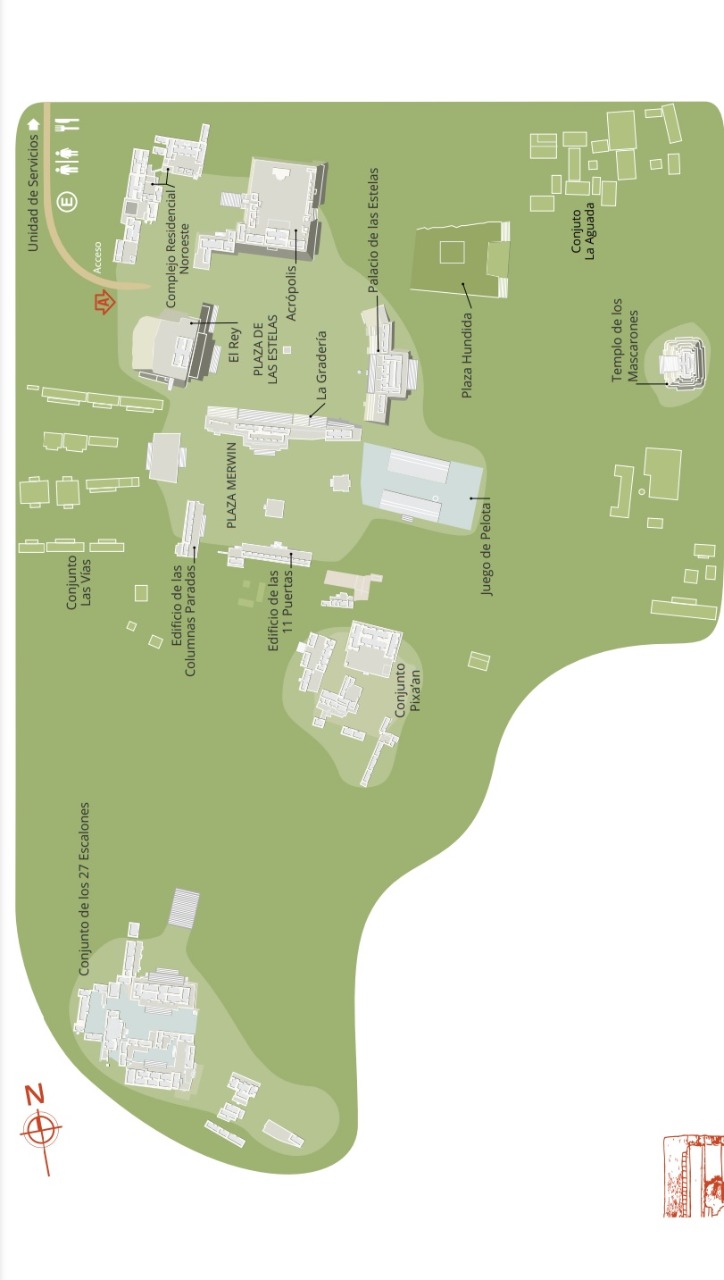 Unidad de Servicios
E
Acceso
A
Complejo Residencial
Noroeste
Acrópolis
Palacio de las Estelas
Conjuto
La Aguada
El Rey
PLAZA DE
LAS ESTELAS
La Gradería
Plaza Hundida
Templo de los
Mascarones
PLAZA MERWIN
Juego de Pelota
Conjunto
Las Vías
Edificio de las
Columnas Paradas
Edificio de las
11 Puertas
Conjunto
Pixa'an
Conjunto de los 27 Escalones
N